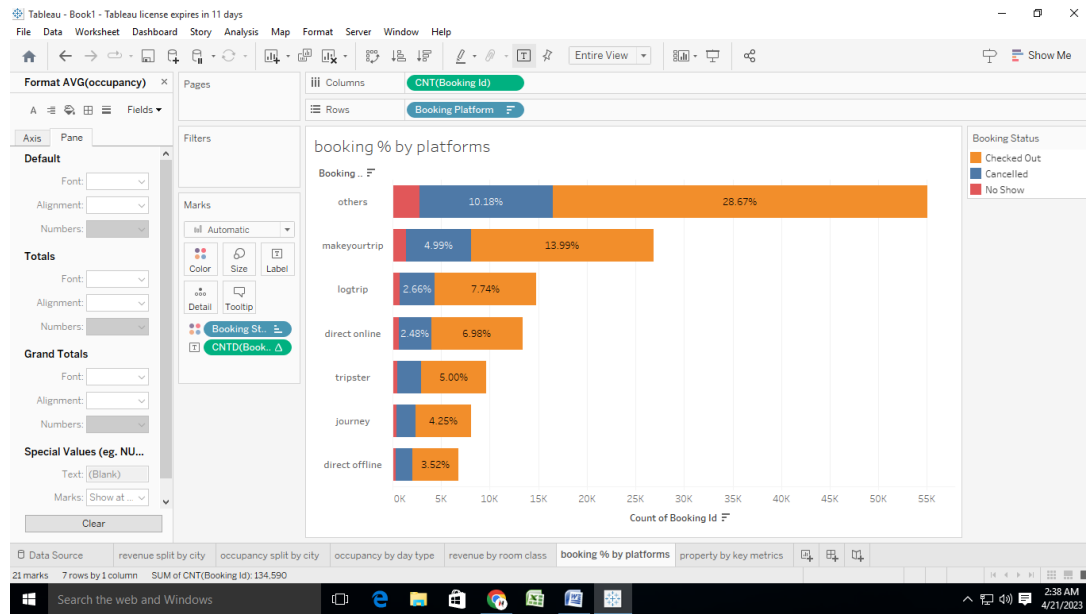 Tableau - Book1 - Tableau license expires in 11 days
File Data Worksheet Dashboard Story Analysis Map Format Server Window Help
Entire View
Show Me
Format AVG(occupancy)
Fields
Axis Pane
Default
Font:
Alignment:
Numbers:
Totals
Font:
Alignment:
Numbers:
Grand Totals
Font:
Alignment:
Numbers:
Special Values (eg. NU...
Text: (Blank)
Marks: Show at ...
Clear
Pages
Filters
Marks
Automatic
Color Size Label
Detail Tooltip
Booking St..
CNTD(Book.. Δ
Columns CNT(Booking Id)
Rows Booking Platform
booking % by platforms
Booking ..
others 10.18% 28.67%
makeyourtrip 4.99% 13.99%
logtrip 2.66% 7.74%
direct online 2.48% 6.98%
tripster 5.00%
journey 4.25%
direct offline 3.52%
0K 5K 10K 15K 20K 25K 30K 35K 40K 45K 50K 55K
Count of Booking Id
Booking Status
Checked Out
Cancelled
No Show
Data Source revenue split by city occupancy split by city occupancy by day type revenue by room class booking % by platforms property by key metrics
21 marks 7 rows by 1 column SUM of CNT(Booking Id): 134,590
Search the web and Windows
2:38 AM
4/21/2023